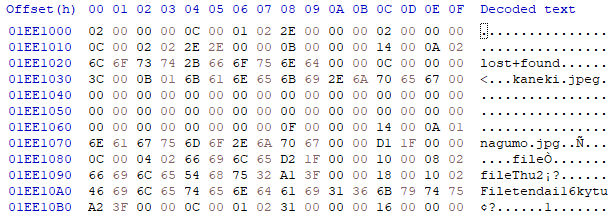 Offset(h) 00 01 02 03 04 05 06 07 08 09 0A 0B 0C 0D 0E 0F Decoded text
01EE1000 02 00 00 00 0C 00 01 02 2E 00 00 00 02 00 00 00 ................
01EE1010 0C 00 02 02 2E 2E 00 00 0B 00 00 00 14 00 0A 02 ................
01EE1020 6C 6F 73 74 2B 66 6F 75 6E 64 00 00 0C 00 00 00 lost+found......
01EE1030 3C 00 0B 01 6B 61 6E 65 6B 69 2E 6A 70 65 67 00 <...kaneki.jpeg.
01EE1040 00 00 00 00 00 00 00 00 00 00 00 00 00 00 00 00 ................
01EE1050 00 00 00 00 00 00 00 00 00 00 00 00 00 00 00 00 ................
01EE1060 00 00 00 00 00 00 00 00 0F 00 00 00 14 00 0A 01 ................
01EE1070 6E 61 67 75 6D 6F 2E 6A 70 67 00 00 D1 1F 00 00 nagumo.jpg..Ñ...
01EE1080 0C 00 04 02 66 69 6C 65 D2 1F 00 00 10 00 08 02 ....fileÒ.......
01EE1090 66 69 6C 65 54 68 75 32 A1 3F 00 00 18 00 10 02 fileThu2¡?......
01EE10A0 46 69 6C 65 74 65 6E 64 61 69 31 36 6B 79 74 75 Filetendai16kytu
01EE10B0 A2 3F 00 00 0C 00 01 02 31 00 00 00 16 00 00 00 ¢?......1.......